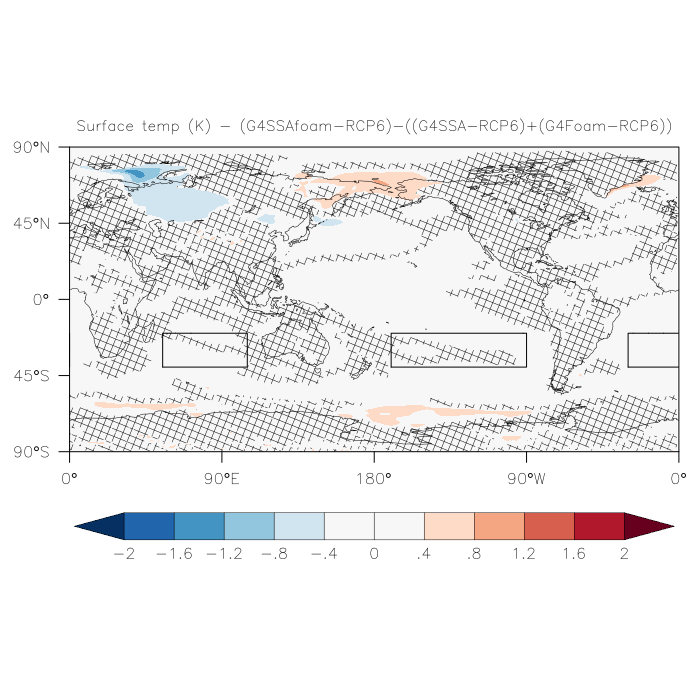 Surface temp (K) – (G4SSAfoam–RCP6)–((G4SSA–RCP6)+(G4Foam–RCP6))
90°N
45°N
0°
45°S
90°S
0° 90°E 180° 90°W 0°
–2 –1.6 –1.2 –.8 –.4 0 .4 .8 1.2 1.6 2